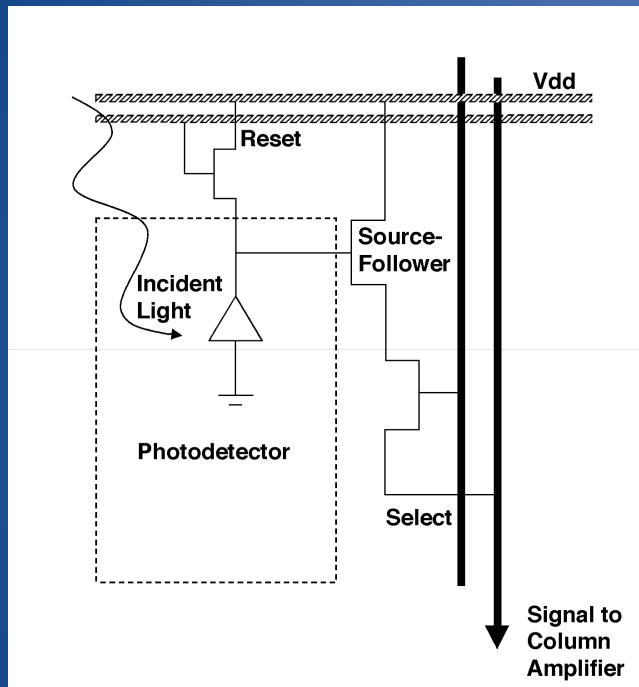 Vdd
Reset
Source-
Follower
Incident
Light
Photodetector
Select
Signal to
Column
Amplifier